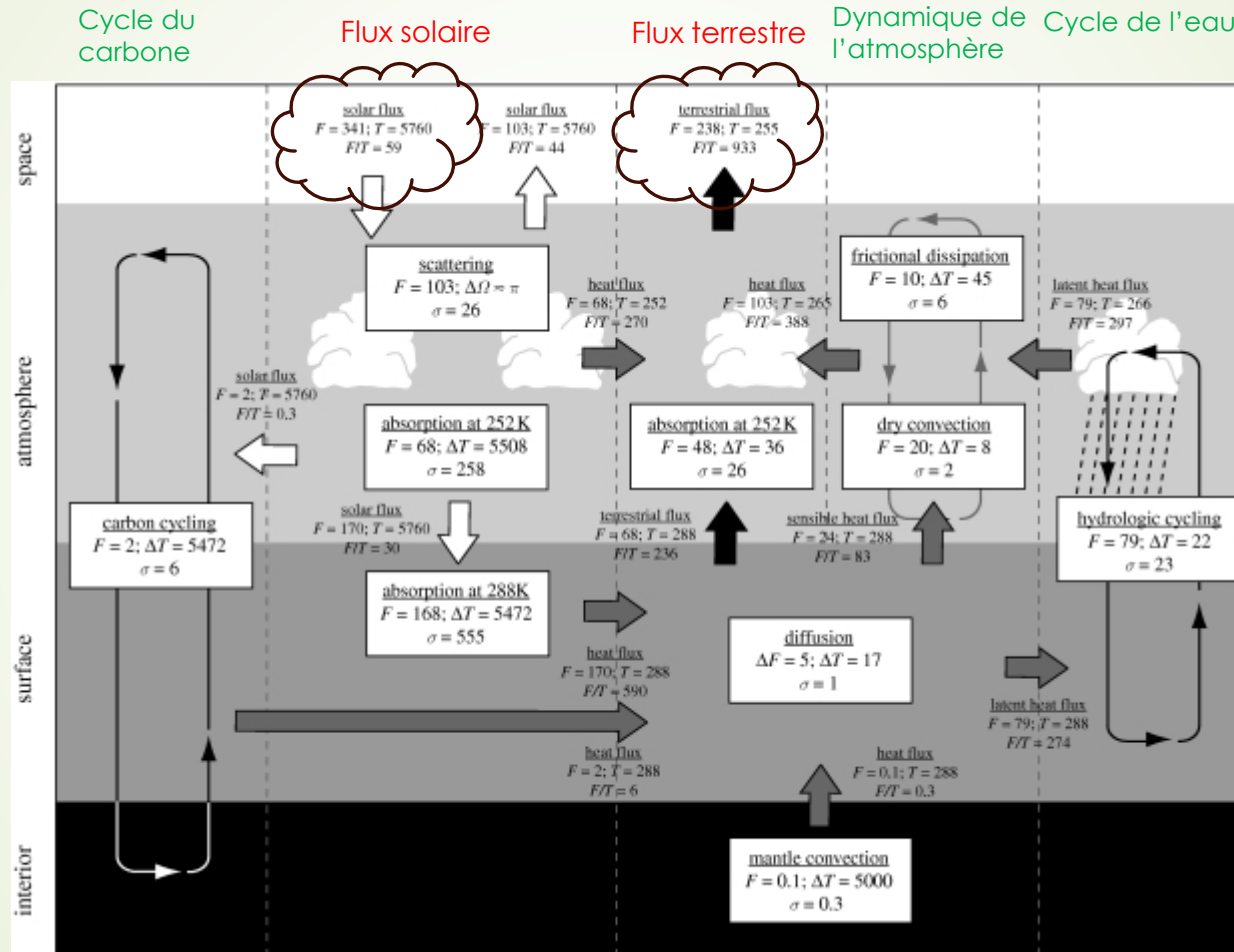 Cycle du
carbone
Flux solaire
Flux terrestre
Dynamique de
l'atmosphère
Cycle de l'eau
space
solar flux
F = 341; T = 5760
F/T = 59
solar flux
F = 103; T = 5760
F/T = 44
terrestrial flux
F = 238; T = 255
F/T = 933
atmosphere
scattering
F = 103; ΔΩ ≈ π
σ = 26
heat flux
F = 68; T = 252
F/T = 270
heat flux
F = 103; T = 265
F/T = 388
frictional dissipation
F = 10; ΔT = 45
σ = 6
latent heat flux
F = 79; T = 266
F/T = 297
solar flux
F = 2; T = 5760
F/T = 0.3
absorption at 252K
F = 68; ΔT = 5508
σ = 258
absorption at 252K
F = 48; ΔT = 36
σ = 26
dry convection
F = 20; ΔT = 8
σ = 2
carbon cycling
F = 2; ΔT = 5472
σ = 6
solar flux
F = 170; T = 5760
F/T = 30
terrestrial flux
F = 68; T = 288
F/T = 236
sensible heat flux
F = 24; T = 288
F/T = 83
hydrologic cycling
F = 79; ΔT = 22
σ = 23
surface
absorption at 288K
F = 168; ΔT = 5472
σ = 555
heat flux
F = 170; T = 288
F/T = 590
diffusion
ΔF = 5; ΔT = 17
σ = 1
latent heat flux
F = 79; T = 288
F/T = 274
heat flux
F = 2; T = 288
F/T = 6
heat flux
F = 0.1; T = 288
F/T = 0.3
interior
mantle convection
F = 0.1; ΔT = 5000
σ = 0.3